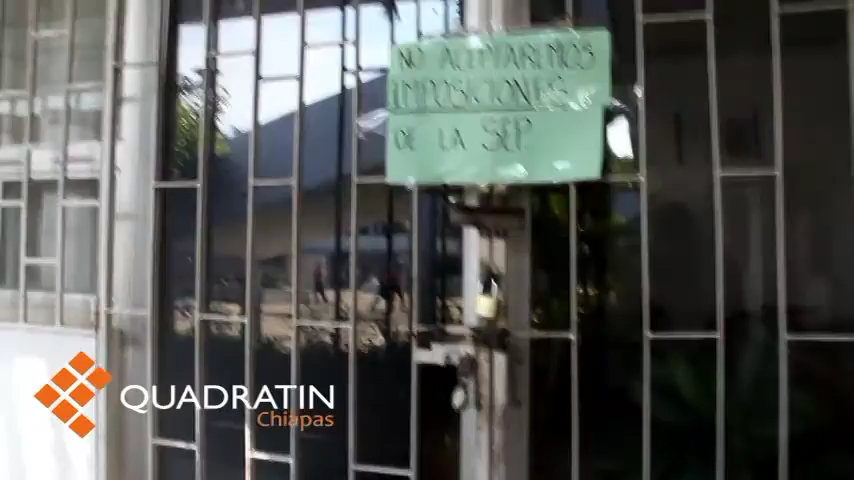 NO ACEPTAREMOS
IMPOSICIONES
DE LA SEP.
QUADRATIN
Chiapas